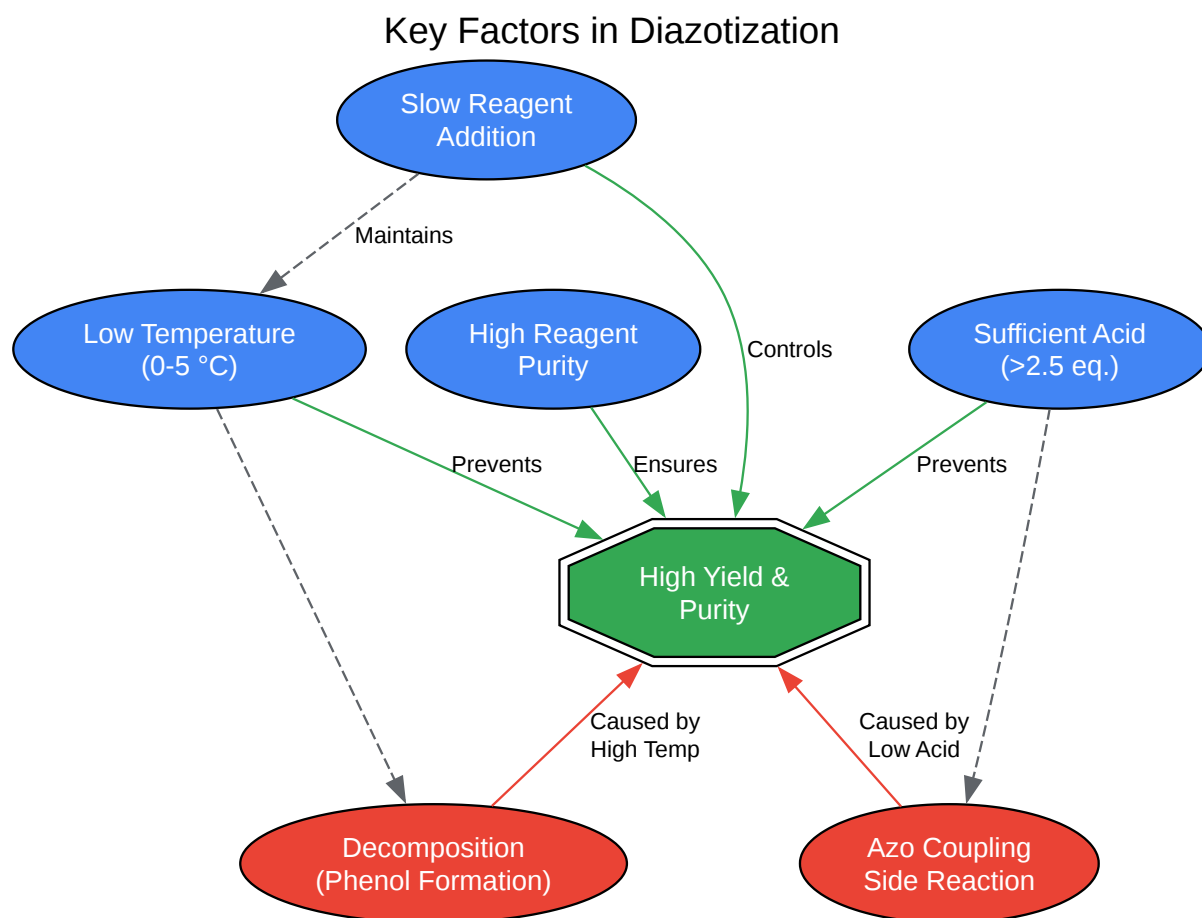 Key Factors in Diazotization
Slow Reagent
Addition
Maintains
Low Temperature
(0-5 °C)
High Reagent
Purity
Controls
Sufficient Acid
(>2.5 eq.)
Prevents
Ensures
Prevents
High Yield &
Purity
Caused by
High Temp
Caused by
Low Acid
Decomposition
(Phenol Formation)
Azo Coupling
Side Reaction